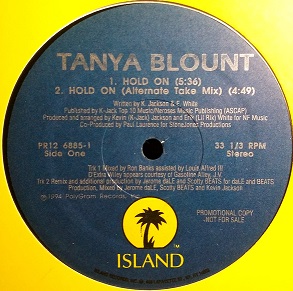 TANYA BLOUNT
1. HOLD ON (5:36)
2. HOLD ON (Alternate Take Mix) (4:49)
Written by K. Jackson & F. White
Published by K-Jack Top 10 Music/Neroses Music Publishing (ASCAP)
Produced and arranged by Kevin (K-Jack) Jackson and Eric (Lil Rix) White for NF Music
Co-Produced by Paul Laurence for StoneJones Productions
PR12 6885-1
Side One
33 1/3 RPM
Stereo
Trk 1 Mixed by Ron Banks assisted by Louis Alfred III
D'Extra Wiley appears courtesy of Gasoline Alley, J.V.
Trk 2 Remix and additional production by Jerome daLE and Scotty BEATS for daLE and BEATS
Production, Mixed by Jerome daLE, Scotty BEATS and Kevin Jackson
℗ 1994 PolyGram Records, Inc.
PROMOTIONAL COPY
-NOT FOR SALE
ISLAND
TM